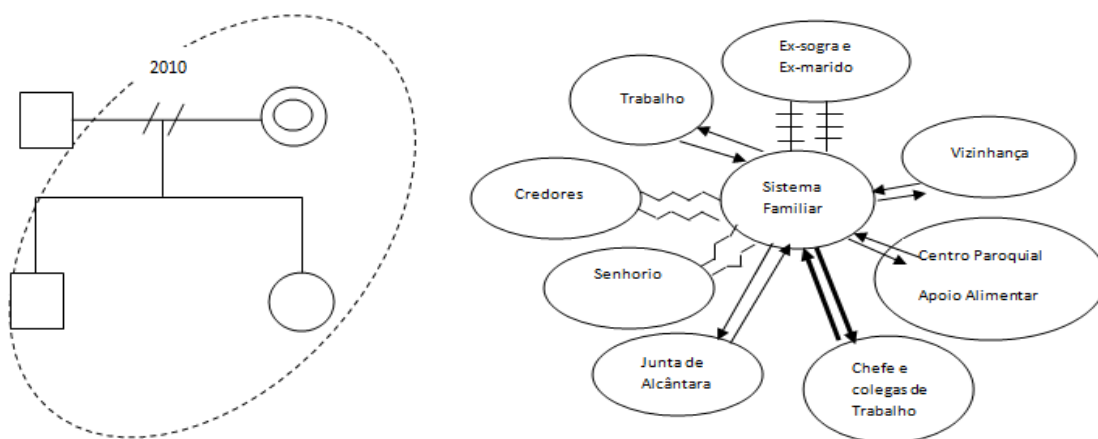 2010
Ex-sogra e
Ex-marido
Trabalho
Vizinhança
Credores
Sistema
Familiar
Senhorio
Centro Paroquial
Apoio Alimentar
Junta de
Alcântara
Chefe e
colegas de
Trabalho